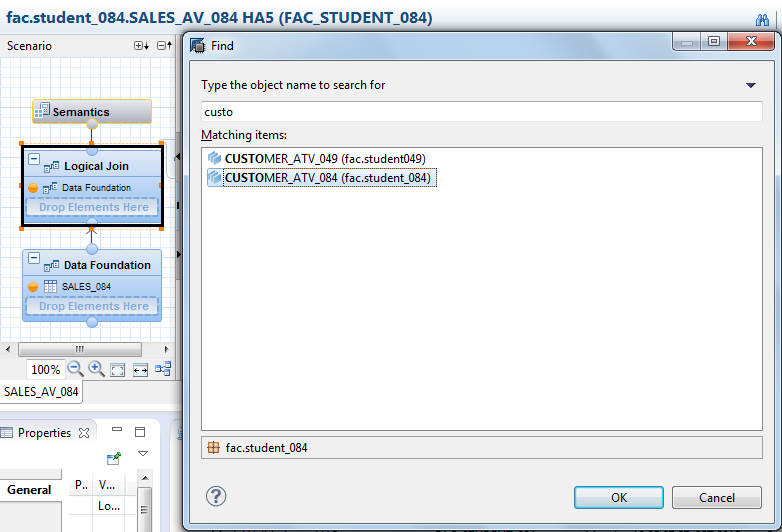 fac.student_084.SALES_AV_084 HA5 (FAC_STUDENT_084)
Scenario
Semantics
Logical Join
Data Foundation
Drop Elements Here
Data Foundation
SALES_084
Drop Elements Here
100%
SALES_AV_084
Properties
General
P..
V...
Lo...
Find
Type the object name to search for
custo
Matching items:
CUSTOMER_ATV_049 (fac.student049)
CUSTOMER_ATV_084 (fac.student_084)
fac.student_084
?
OK
Cancel